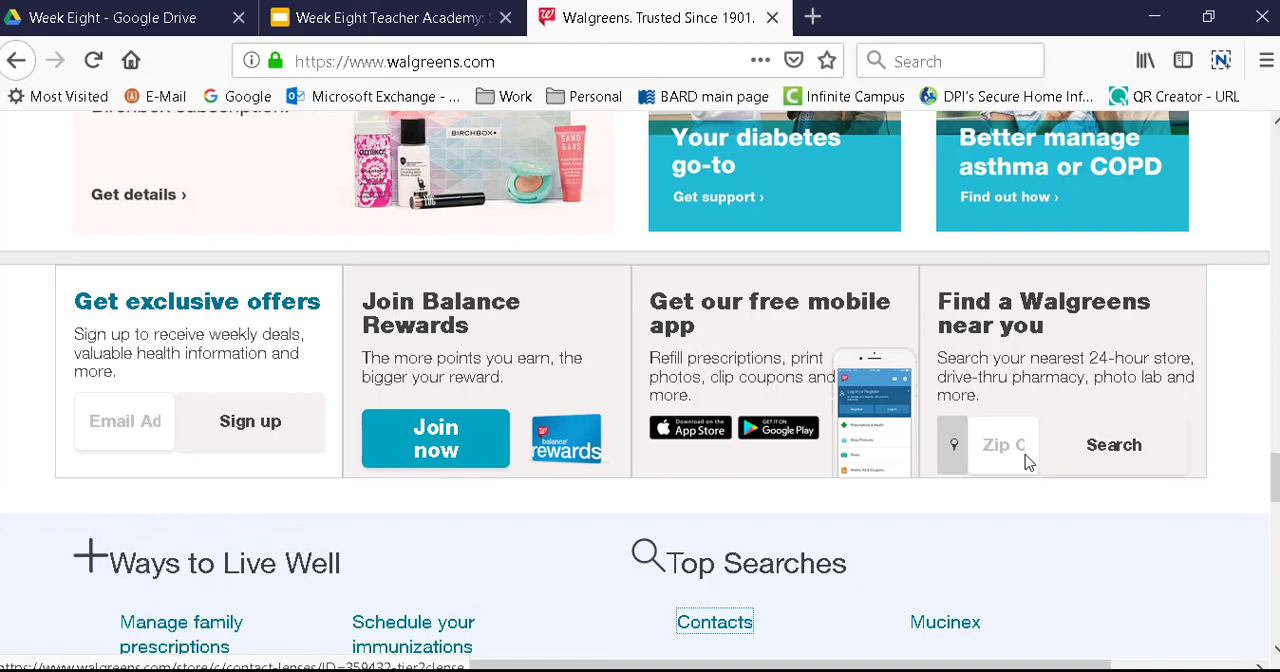 Week Eight - Google Drive
Week Eight Teacher Academy:
Walgreens. Trusted Since 1901.
https://www.walgreens.com
Search
Most Visited
E-Mail
Google
Microsoft Exchange - ...
Work
Personal
BARD main page
Infinite Campus
DPI's Secure Home Inf...
QR Creator - URL
Birchbox Subscription.
BIRCHBOX+
Get details ›
Your diabetes
go-to
Get support ›
Better manage
asthma or COPD
Find out how ›
Get exclusive offers
Sign up to receive weekly deals,
valuable health information and
more.
Email Ad
Sign up
Join Balance
Rewards
The more points you earn, the
bigger your reward.
Join
now
balance
rewards
Get our free mobile
app
Refill prescriptions, print
photos, clip coupons and
more.
Download on the
App Store
GET IT ON
Google Play
Find a Walgreens
near you
Search your nearest 24-hour store,
drive-thru pharmacy, photo lab and
more.
Zip C
Search
Ways to Live Well
Top Searches
Manage family
prescriptions
Schedule your
immunizations
Contacts
Mucinex
https://www.walgreens.com/store/c/contact-lenses/ID=359432-tier2clense